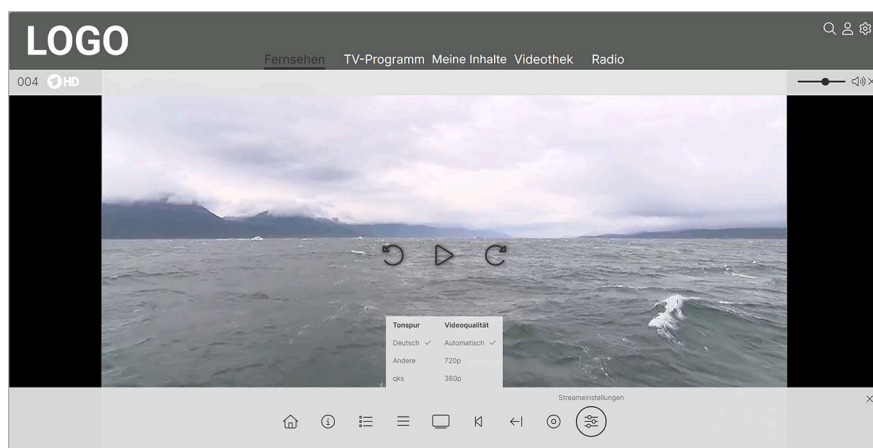 LOGO
Fernsehen TV-Programm Meine Inhalte Videothek Radio
004 HD
Tonspur Videoqualität
Deutsch Automatisch
Andere 720p
qks 360p
Streameinstellungen